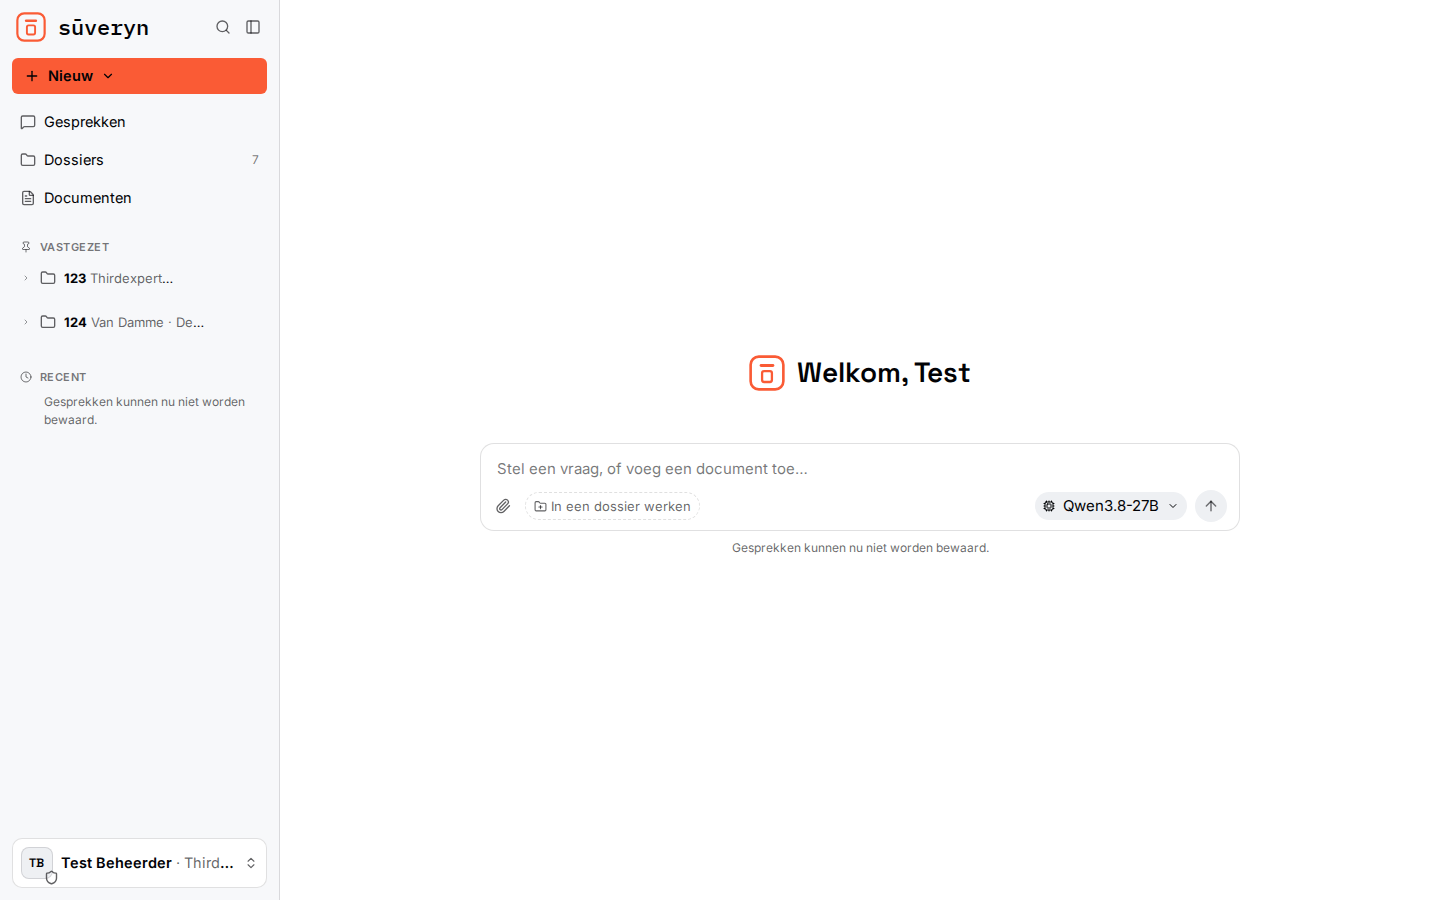 sūveryn
Nieuw
Gesprekken
Dossiers 7
Documenten
VASTGEZET
123 Thirdexpert...
124 Van Damme · De...
RECENT
Gesprekken kunnen nu niet worden
bewaard.
Welkom, Test
Stel een vraag, of voeg een document toe...
In een dossier werken
Qwen3.8-27B
Gesprekken kunnen nu niet worden bewaard.
TB Test Beheerder · Third...